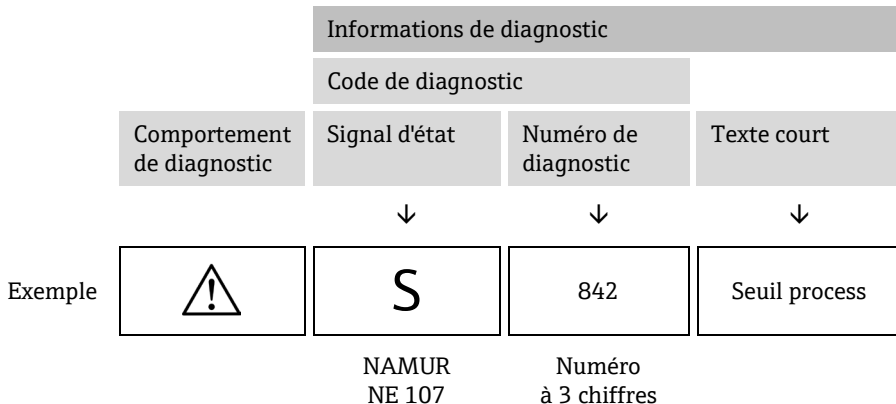 Informations de diagnostic
Code de diagnostic
Comportement
de diagnostic
Signal d'état
Numéro de
diagnostic
Texte court
Exemple
S
842
Seuil process
NAMUR
NE 107
Numéro
à 3 chiffres